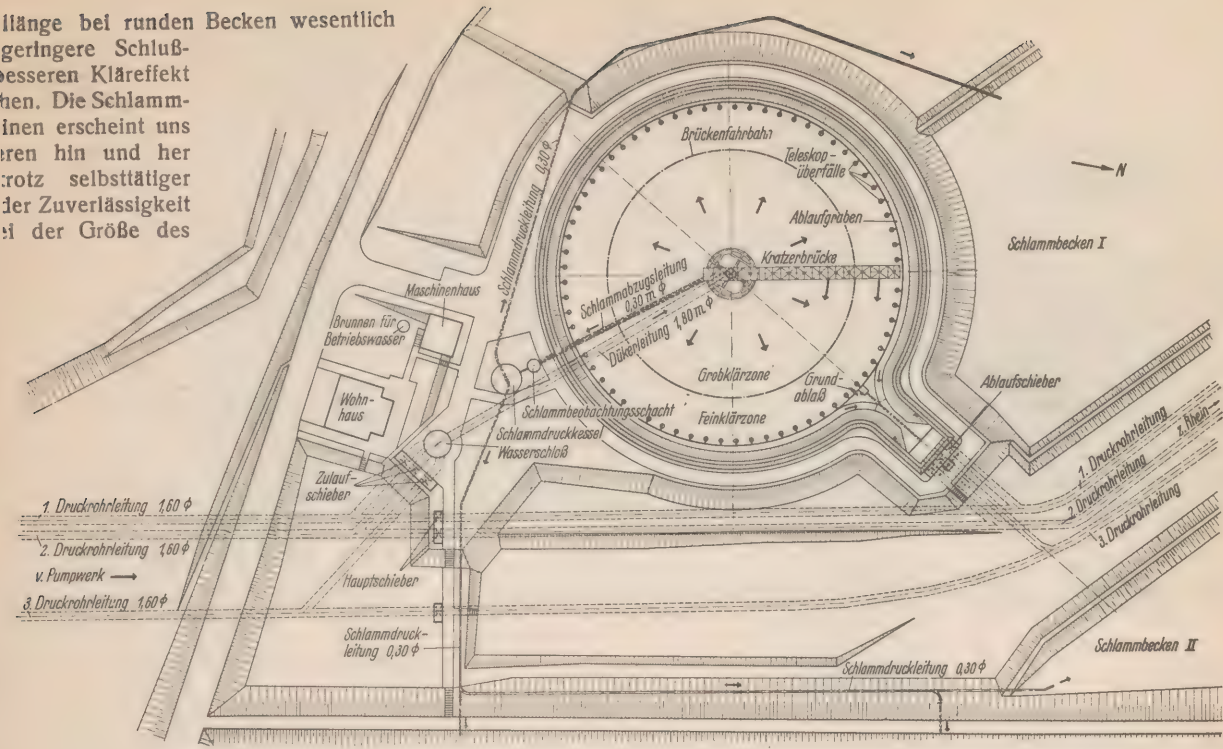 llänge bei runden Becken wesentlich
geringere Schluß-
besseren Kläreffekt
hen. Die Schlamm-
inen erscheint uns
eren hin und her
trotz selbsttätiger
der Zuverlässigkeit
ei der Größe des
Brückenfahrbahn
Teleskop-
überfälle
Ablaufgraben
Kratzerbrücke
N
Schlammbecken I
Schlammdruckleitung 0,30 ϕ
Maschinenhaus
Brunnen für
Betriebswasser
Schlammabzugsleitung
0,30 m ϕ
Dükerleitung 1,80 m ϕ
Wohn-
haus
Grobklärzone
Feinklärzone
Grund-
ablaß
Ablaufschieber
Schlammbeobachtungsschacht
Schlammdruckkessel
Wasserschloß
Zulauf-
schieber
1. Druckrohrleitung 1,60 ϕ
2. Druckrohrleitung 1,60 ϕ
v. Pumpwerk
3. Druckrohrleitung 1,60 ϕ
Hauptschieber
1. Druckrohrleitung
z. Rhein
2. Druckrohrleitung
3. Druckrohrleitung
Schlammdruck-
leitung 0,30 ϕ
Schlammdruckleitung 0,30 ϕ
Schlammbecken II